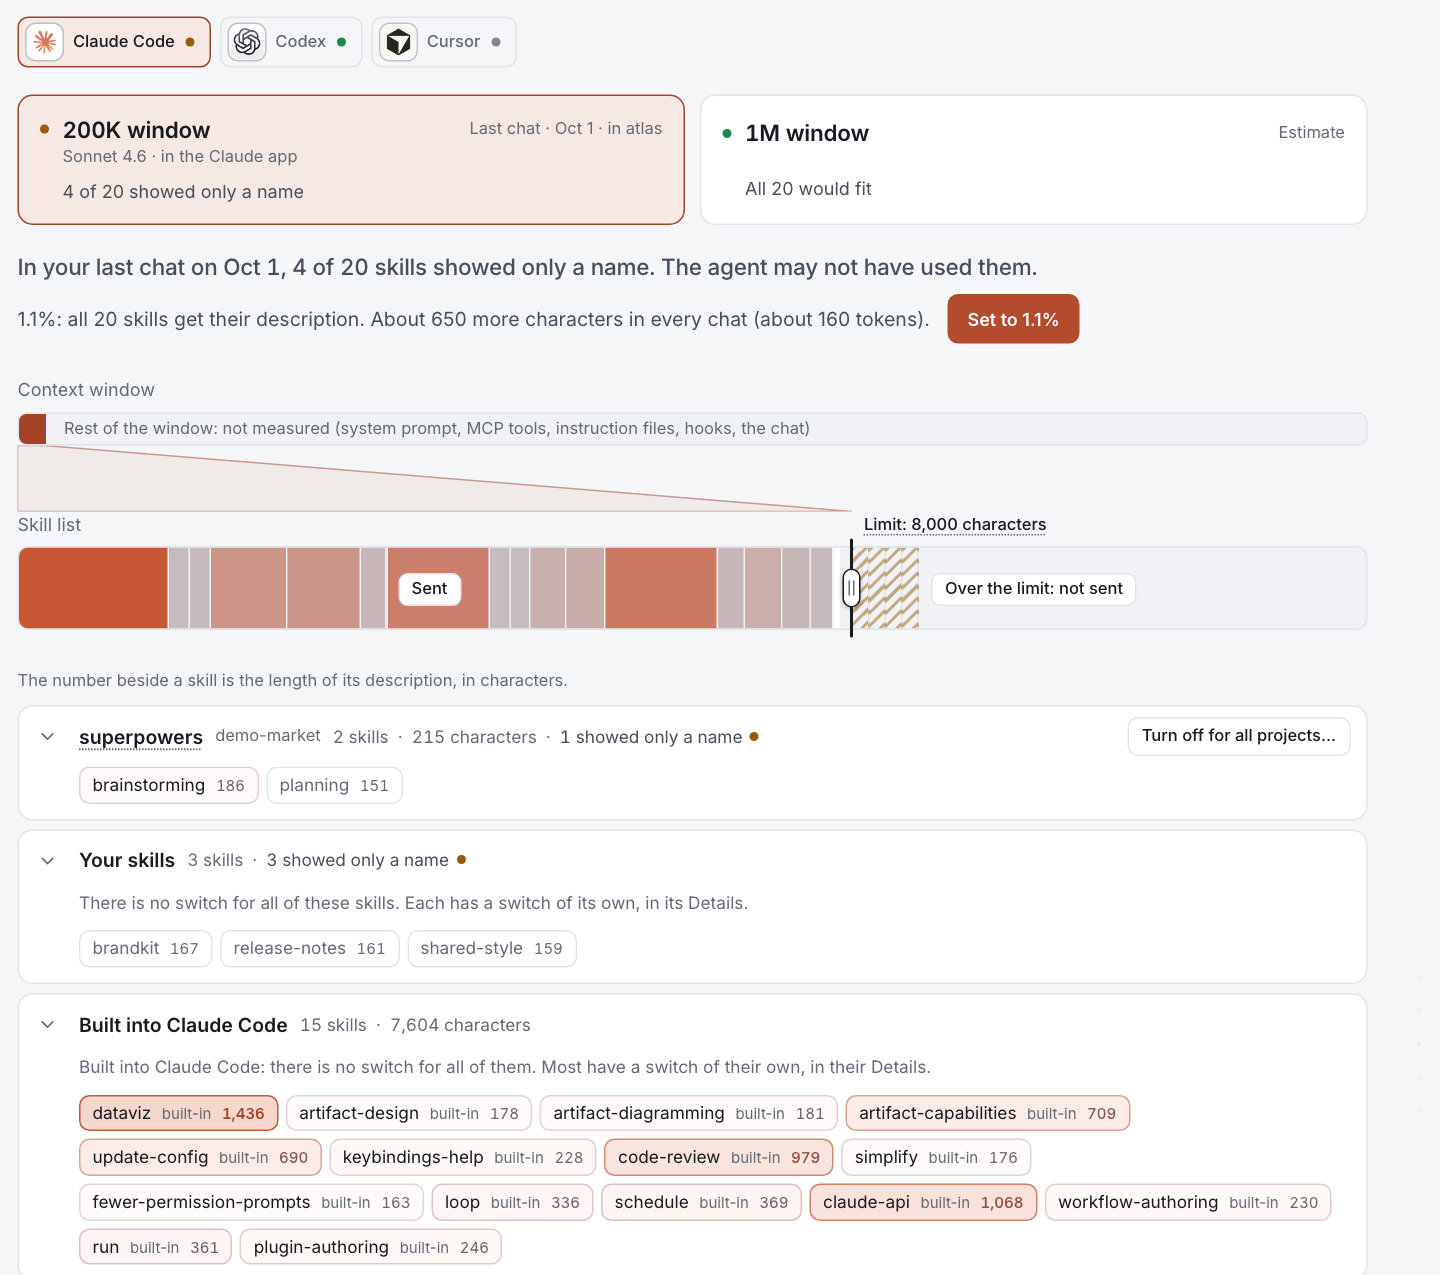 Claude Code
Codex
Cursor
200K window
Last chat · Oct 1 · in atlas
Sonnet 4.6 · in the Claude app
4 of 20 showed only a name
1M window
Estimate
All 20 would fit
In your last chat on Oct 1, 4 of 20 skills showed only a name. The agent may not have used them.
1.1%: all 20 skills get their description. About 650 more characters in every chat (about 160 tokens).
Set to 1.1%
Context window
Rest of the window: not measured (system prompt, MCP tools, instruction files, hooks, the chat)
Skill list
Limit: 8,000 characters
Sent
Over the limit: not sent
The number beside a skill is the length of its description, in characters.
superpowers demo-market 2 skills · 215 characters · 1 showed only a name
Turn off for all projects...
brainstorming 186
planning 151
Your skills 3 skills · 3 showed only a name
There is no switch for all of these skills. Each has a switch of its own, in its Details.
brandkit 167
release-notes 161
shared-style 159
Built into Claude Code 15 skills · 7,604 characters
Built into Claude Code: there is no switch for all of them. Most have a switch of their own, in their Details.
dataviz built-in 1,436
artifact-design built-in 178
artifact-diagramming built-in 181
artifact-capabilities built-in 709
update-config built-in 690
keybindings-help built-in 228
code-review built-in 979
simplify built-in 176
fewer-permission-prompts built-in 163
loop built-in 336
schedule built-in 369
claude-api built-in 1,068
workflow-authoring built-in 230
run built-in 361
plugin-authoring built-in 246